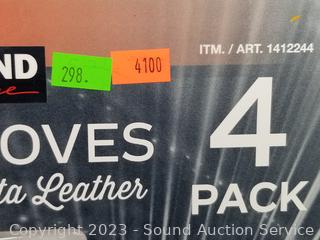 ND
ITM. / ART. 1412244
298.
4100
OVES
4
ta Leather
PACK
Copyright 2023 - Sound Auction Service